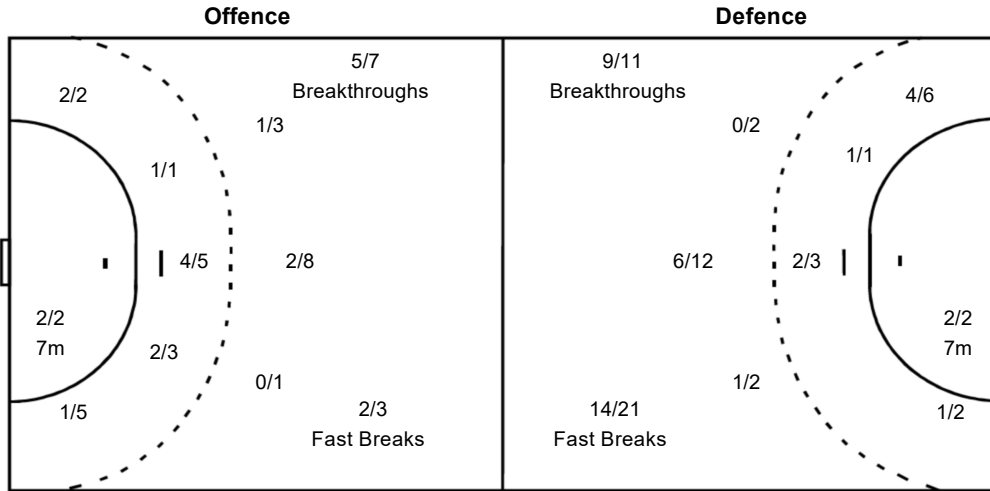 Offence
Defence
5/7
Breakthroughs
9/11
Breakthroughs
2/2
4/6
1/3
0/2
1/1
1/1
4/5
2/8
6/12
2/3
2/2
7m
2/2
7m
2/3
0/1
1/2
1/5
2/3
Fast Breaks
14/21
Fast Breaks
1/2